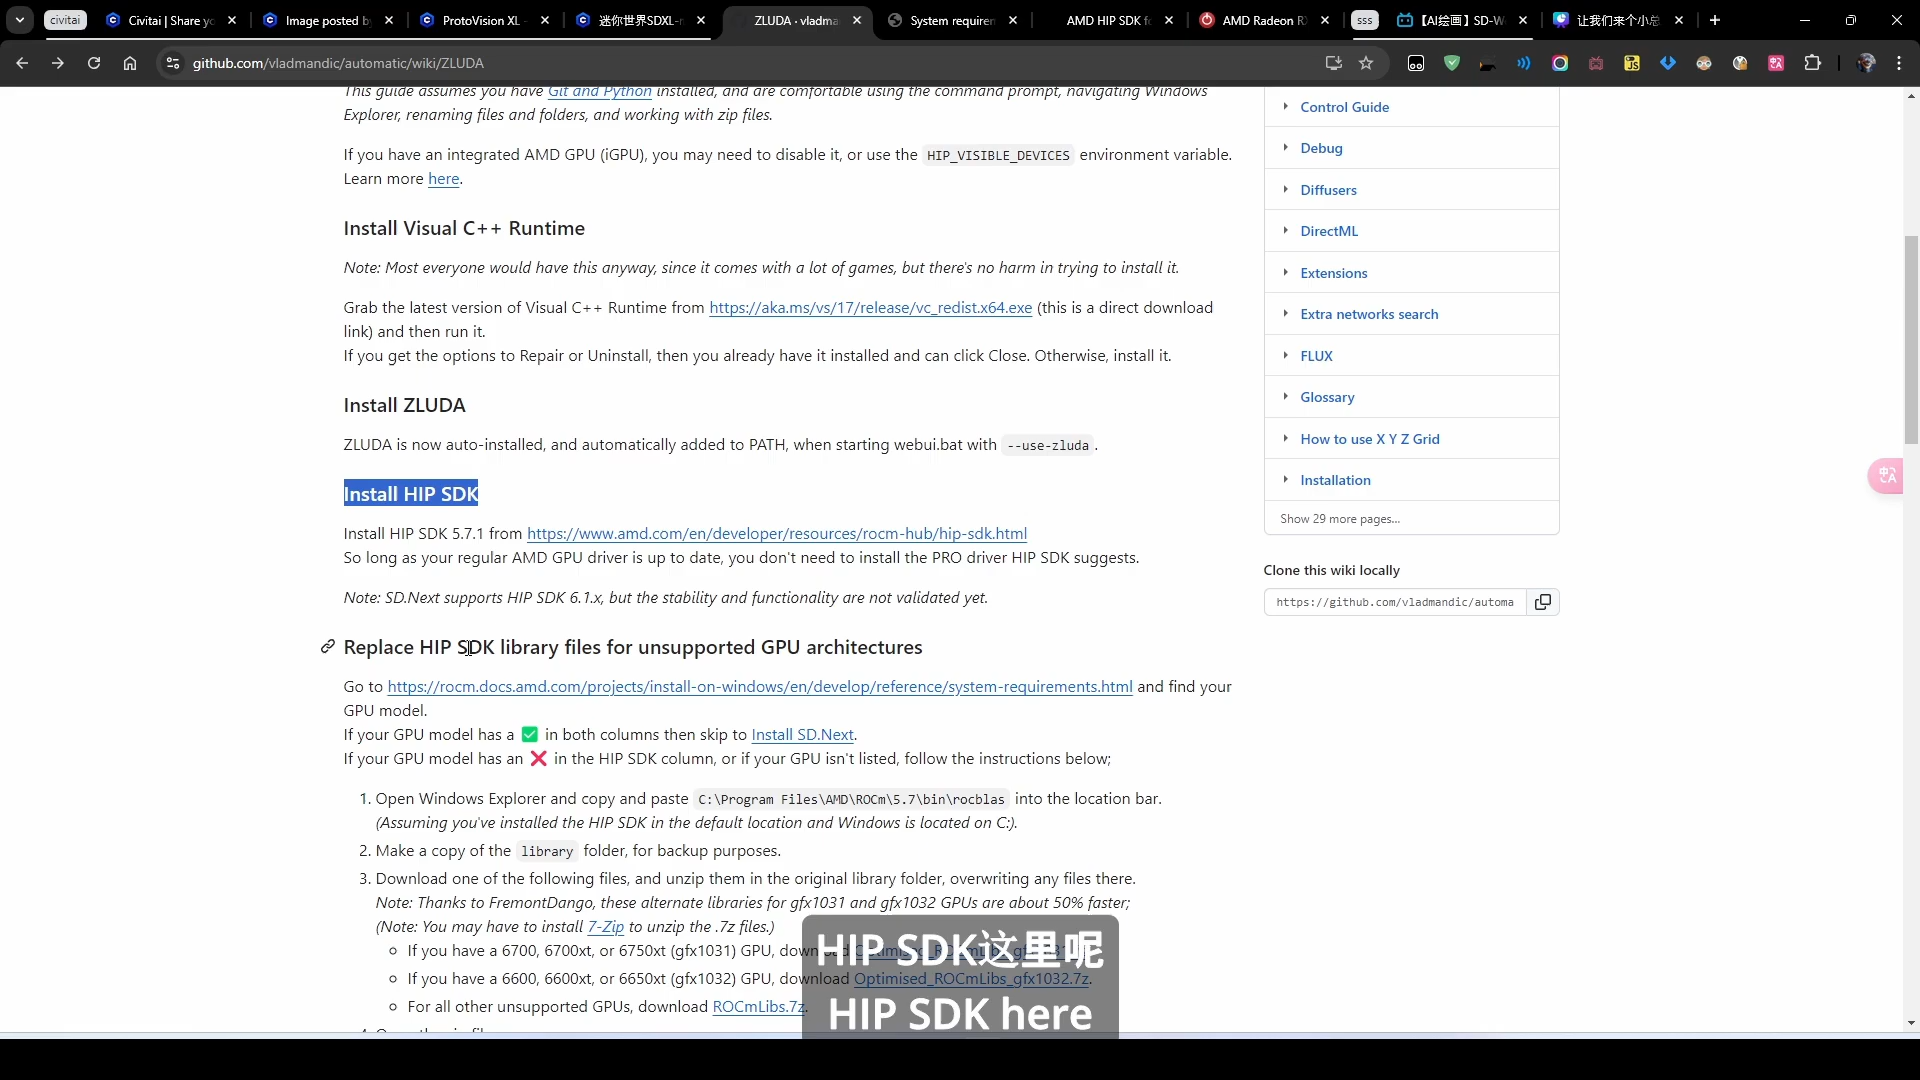 civitai
Civitai | Share yo
Image posted b
ProtoVision XL -
迷你世界SDXL-
ZLUDA · vladma
System requirem
AMD HIP SDK fo
AMD Radeon R
sss
【AI绘画】SD-W
让我们来个小总
github.com/vladmandic/automatic/wiki/ZLUDA
This guide assumes you have Git and Python installed, and are comfortable using the command prompt, navigating Windows
Explorer, renaming files and folders, and working with zip files.
If you have an integrated AMD GPU (iGPU), you may need to disable it, or use the HIP_VISIBLE_DEVICES environment variable.
Learn more here.
Install Visual C++ Runtime
Note: Most everyone would have this anyway, since it comes with a lot of games, but there's no harm in trying to install it.
Grab the latest version of Visual C++ Runtime from https://aka.ms/vs/17/release/vc_redist.x64.exe (this is a direct download
link) and then run it.
If you get the options to Repair or Uninstall, then you already have it installed and can click Close. Otherwise, install it.
Install ZLUDA
ZLUDA is now auto-installed, and automatically added to PATH, when starting webui.bat with --use-zluda.
Install HIP SDK
Install HIP SDK 5.7.1 from https://www.amd.com/en/developer/resources/rocm-hub/hip-sdk.html
So long as your regular AMD GPU driver is up to date, you don't need to install the PRO driver HIP SDK suggests.
Note: SD.Next supports HIP SDK 6.1.x, but the stability and functionality are not validated yet.
Replace HIP SDK library files for unsupported GPU architectures
Go to https://rocm.docs.amd.com/projects/install-on-windows/en/develop/reference/system-requirements.html and find your
GPU model.
If your GPU model has a ✅ in both columns then skip to Install SD.Next.
If your GPU model has an ❌ in the HIP SDK column, or if your GPU isn't listed, follow the instructions below;
1. Open Windows Explorer and copy and paste C:\Program Files\AMD\ROCm\5.7\bin\rocblas into the location bar.
(Assuming you've installed the HIP SDK in the default location and Windows is located on C:).
2. Make a copy of the library folder, for backup purposes.
3. Download one of the following files, and unzip them in the original library folder, overwriting any files there.
Note: Thanks to FremontDango, these alternate libraries for gfx1031 and gfx1032 GPUs are about 50% faster;
(Note: You may have to install 7-Zip to unzip the .7z files.)
If you have a 6700, 6700xt, or 6750xt (gfx1031) GPU, download
If you have a 6600, 6600xt, or 6650xt (gfx1032) GPU, download Optimised_ROCmLibs_gfx1032.7z.
For all other unsupported GPUs, download ROCmLibs.7z.
Control Guide
Debug
Diffusers
DirectML
Extensions
Extra networks search
FLUX
Glossary
How to use X Y Z Grid
Installation
Show 29 more pages…
Clone this wiki locally
https://github.com/vladmandic/automa
HIP SDK这里呢
HIP SDK here